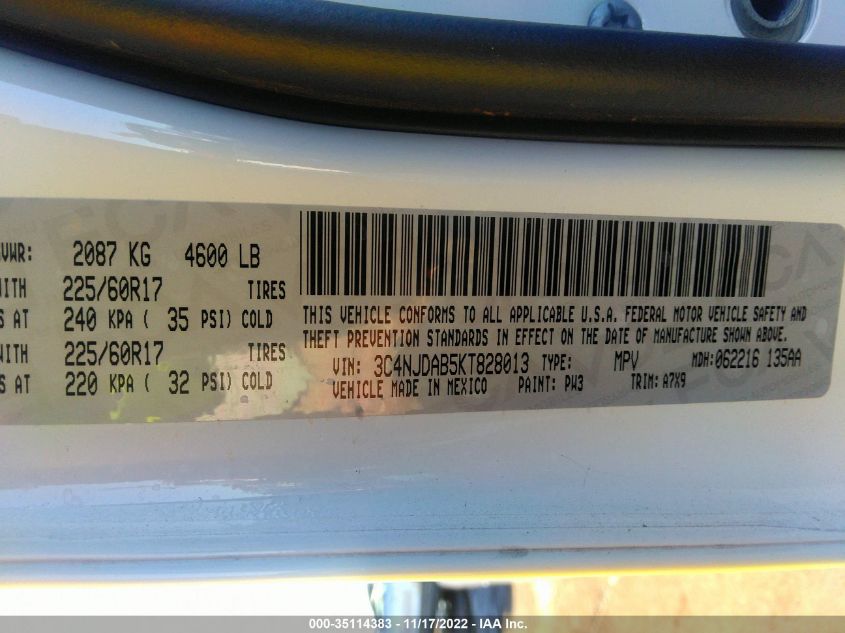 VWR: 2087 KG 4600 LB
WITH 225/60R17 TIRES
S AT 240 KPA ( 35 PSI) COLD
WITH 225/60R17 TIRES
S AT 220 KPA ( 32 PSI) COLD
THIS VEHICLE CONFORMS TO ALL APPLICABLE U.S.A. FEDERAL MOTOR VEHICLE SAFETY AND
THEFT PREVENTION STANDARDS IN EFFECT ON THE DATE OF MANUFACTURE SHOWN ABOVE.
VIN: 3C4NJDAB5KT828013 TYPE: MPV MDH: 062216 135AA
VEHICLE MADE IN MEXICO PAINT: PW3 TRIM: A7X9
000-35114383 - 11/17/2022 - IAA Inc.